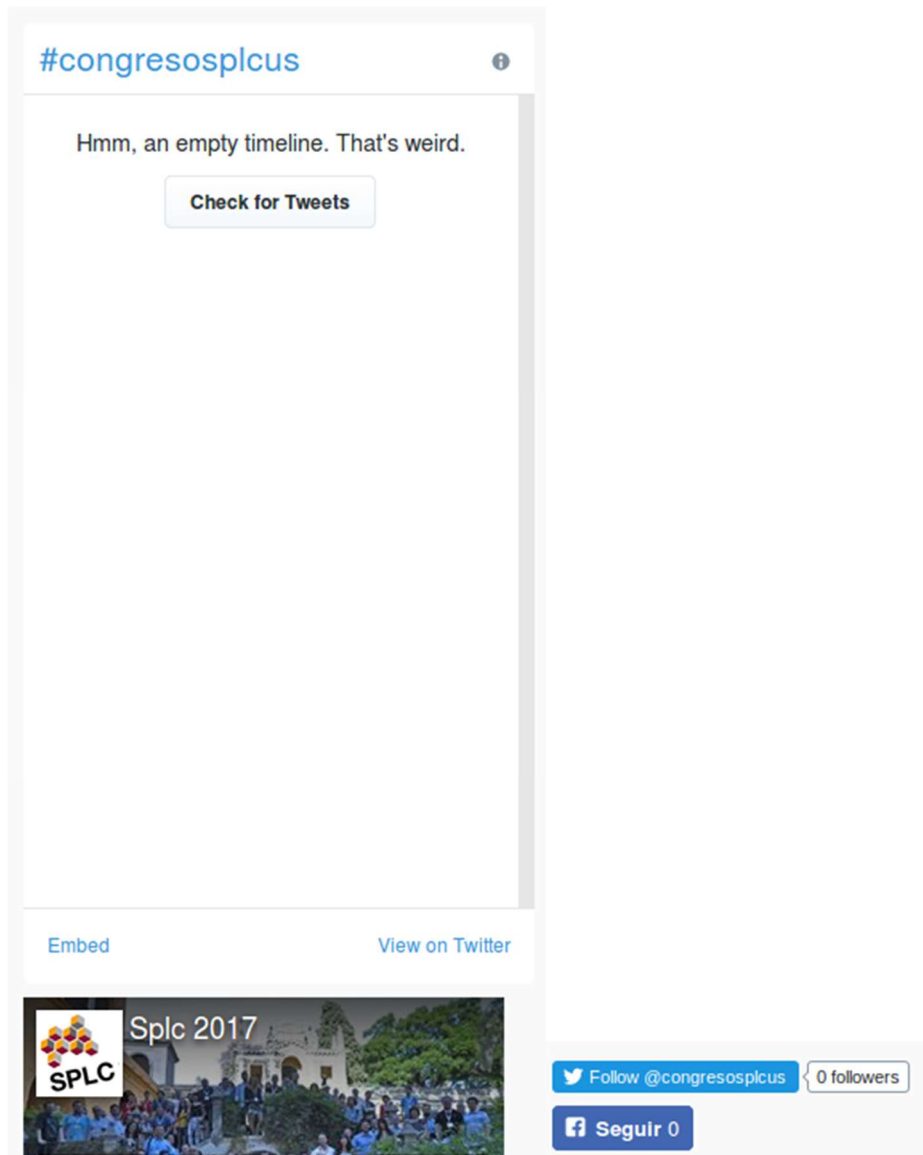 #congresosplcus
Hmm, an empty timeline. That's weird.
Check for Tweets
Embed
View on Twitter
Splc 2017
SPLC
Follow @congresosplcus
0 followers
Seguir 0